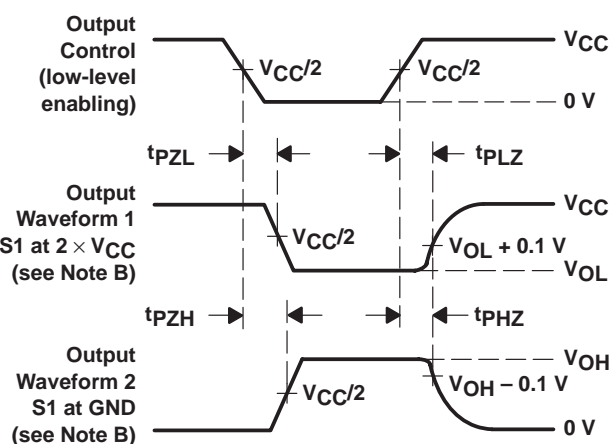 Output
Control
(low-level
enabling)
VCC
VCC/2
VCC/2
0 V
tPZL
tPLZ
Output
Waveform 1
S1 at 2 × VCC
(see Note B)
VCC
VCC/2
VOL + 0.1 V
VOL
tPZH
tPHZ
Output
Waveform 2
S1 at GND
(see Note B)
VOH
VCC/2
VOH – 0.1 V
0 V